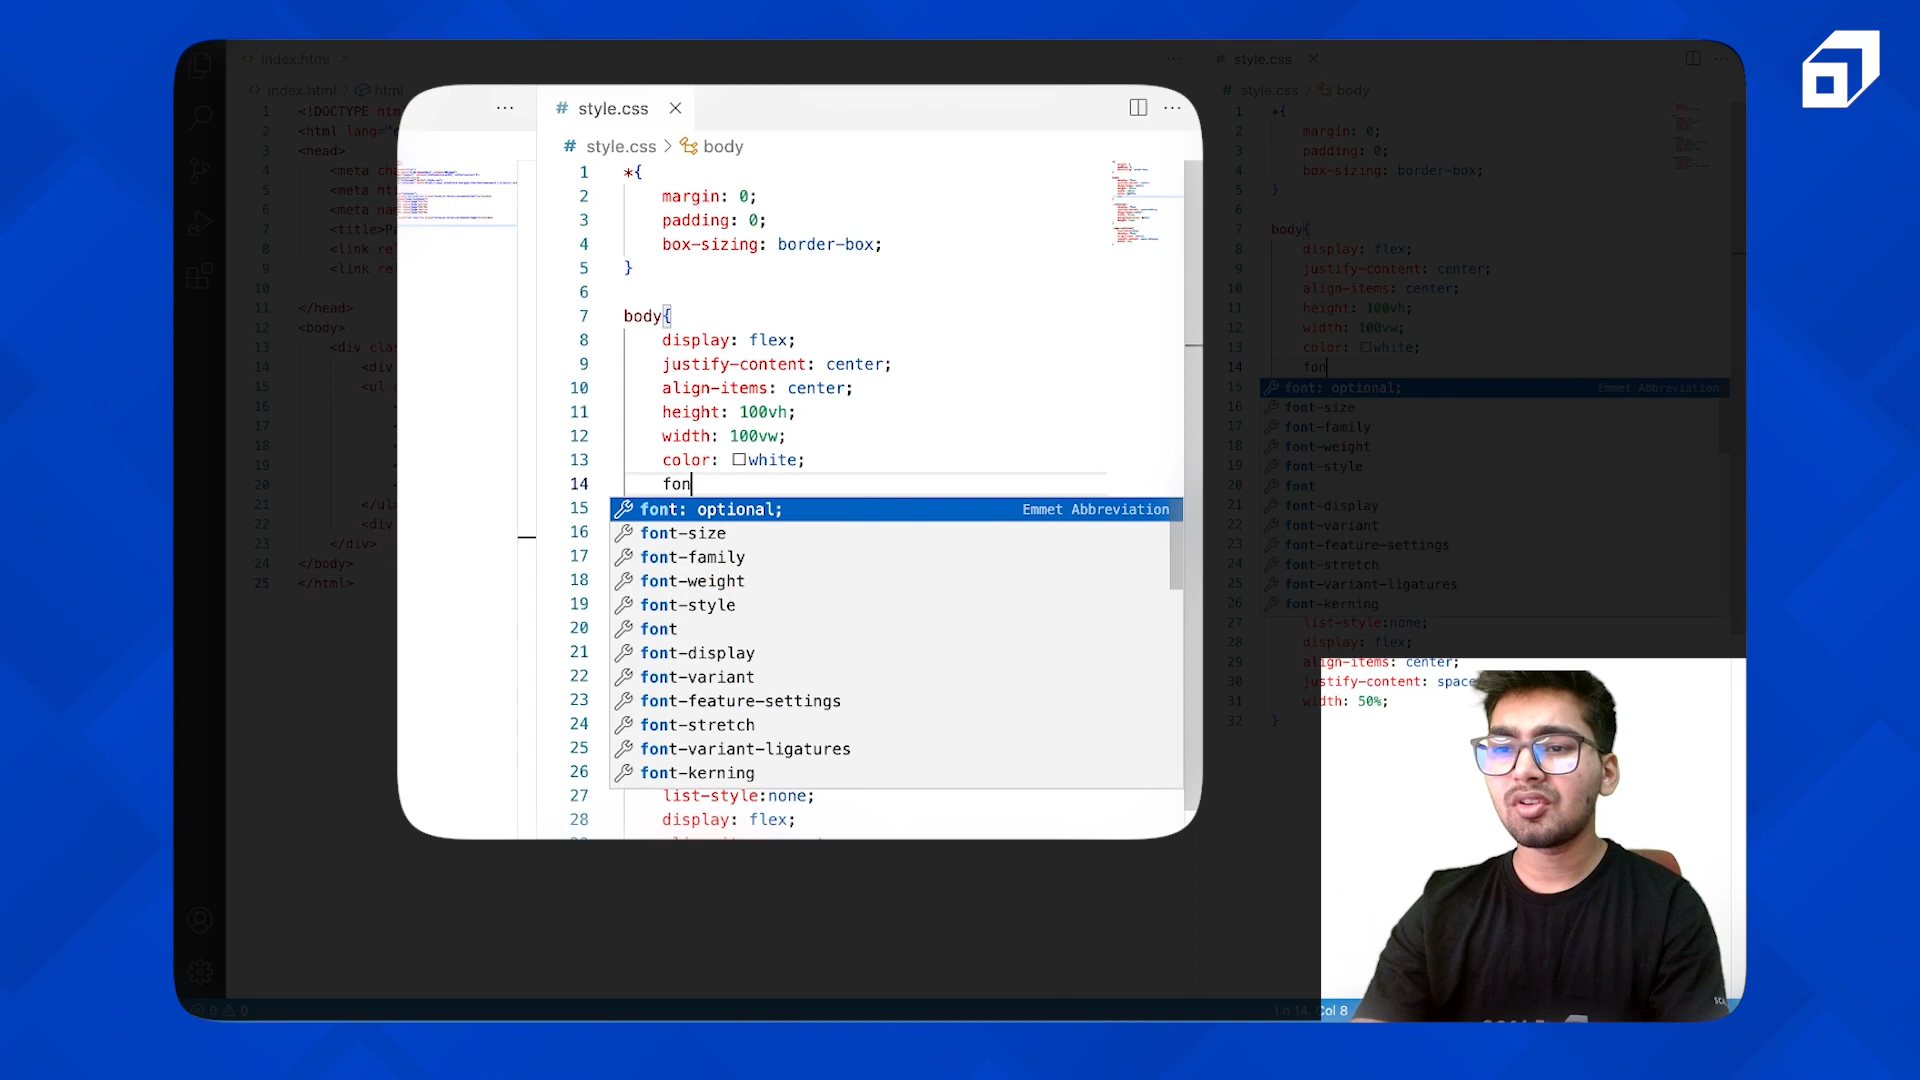 index.html
style.css
index.html > html
style.css > body
1 <!DOCTYPE htm
2 <html lang="e
3 <head>
4 <meta ch
5 <meta ht
6 <meta na
7 <title>P
8 <link re
9 <link re
10
11 </head>
12 <body>
13 <div clas
14 <div
15 <ul
16
17
18
19
20
21 </ul
22 <div
23 </div>
24 </body>
25 </html>
# style.css
# style.css > body
1 *{
2 margin: 0;
3 padding: 0;
4 box-sizing: border-box;
5 }
6
7 body{
8 display: flex;
9 justify-content: center;
10 align-items: center;
11 height: 100vh;
12 width: 100vw;
13 color: white;
14 fon
15 font: optional; Emmet Abbreviation
16 font-size
17 font-family
18 font-weight
19 font-style
20 font
21 font-display
22 font-variant
23 font-feature-settings
24 font-stretch
25 font-variant-ligatures
26 font-kerning
27 list-style:none;
28 display: flex;
1 *{
margin: 0;
2 padding: 0;
3
4 box-sizing: border-box;
5 }
6
7 body{
8 display: flex;
9 justify-content: center;
10 align-items: center;
11 height: 100vh;
12 width: 100vw;
13 color: white;
14 fon
15 font: optional; Emmet Abbreviation
16 font-size
17 font-family
18 font-weight
19 font-style
20 font
21 font-display
22 font-variant
23 font-feature-settings
24 font-stretch
25 font-variant-ligatures
26 font-kerning
27 list-style:none;
28 display: flex;
29 align-items: center;
30 justify-content: space
31 width: 50%;
32 }
0 0
Ln 14, Col 8